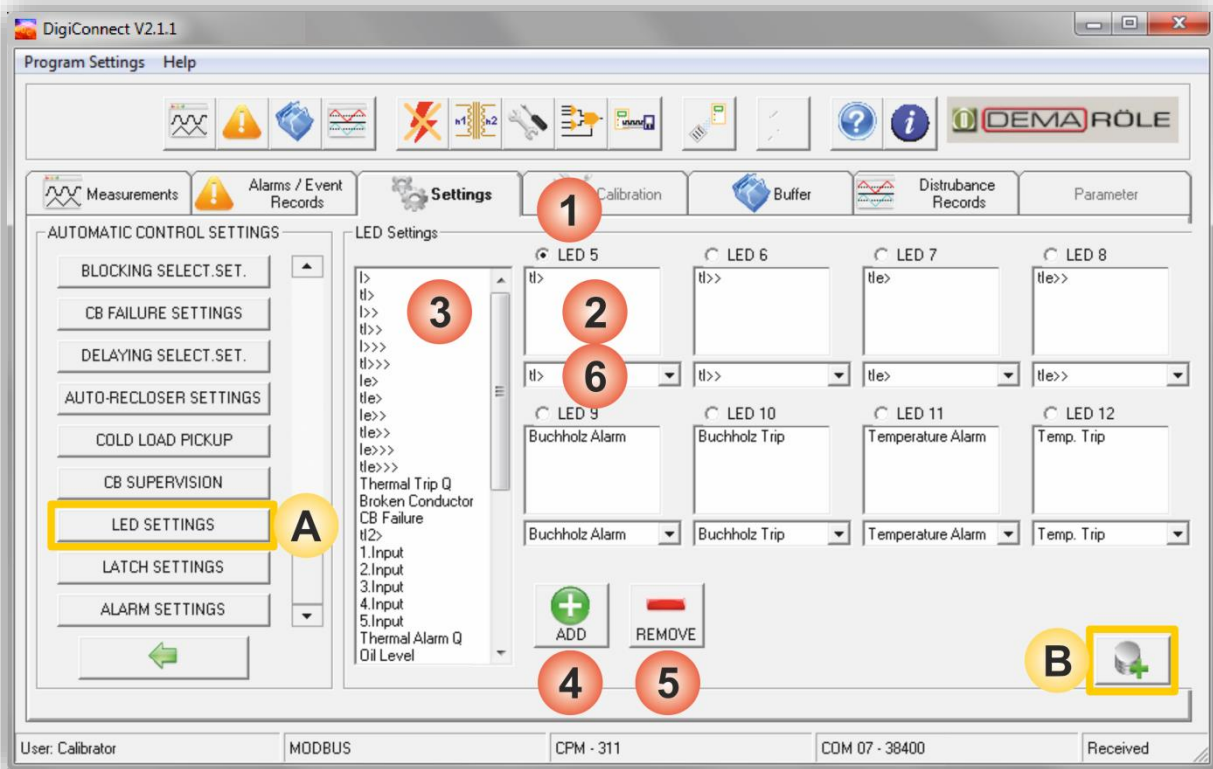 DigiConnect V2.1.1
Program Settings Help
n1 n2
DEMA RÖLE
Measurements
Alarms / Event
Records
Settings
1
Calibration
Buffer
Distrubance
Records
Parameter
AUTOMATIC CONTROL SETTINGS
BLOCKING SELECT.SET.
CB FAILURE SETTINGS
DELAYING SELECT.SET.
AUTO-RECLOSER SETTINGS
COLD LOAD PICKUP
CB SUPERVISION
LED SETTINGS
A
LATCH SETTINGS
ALARM SETTINGS
LED Settings
I>
tI>
I>>
tI>>
I>>>
tI>>>
Ie>
tIe>
Ie>>
tIe>>
Ie>>>
tIe>>>
Thermal Trip Q
Broken Conductor
CB Failure
tI2>
1.Input
2.Input
3.Input
4.Input
5.Input
Thermal Alarm Q
Oil Level
3
LED 5
tI>
2
tI>
6
LED 6
tI>>
tI>>
LED 7
tIe>
tIe>
LED 8
tIe>>
tIe>>
LED 9
Buchholz Alarm
Buchholz Alarm
LED 10
Buchholz Trip
Buchholz Trip
LED 11
Temperature Alarm
Temperature Alarm
LED 12
Temp. Trip
Temp. Trip
ADD
REMOVE
4
5
B
User: Calibrator
MODBUS
CPM - 311
COM 07 - 38400
Received